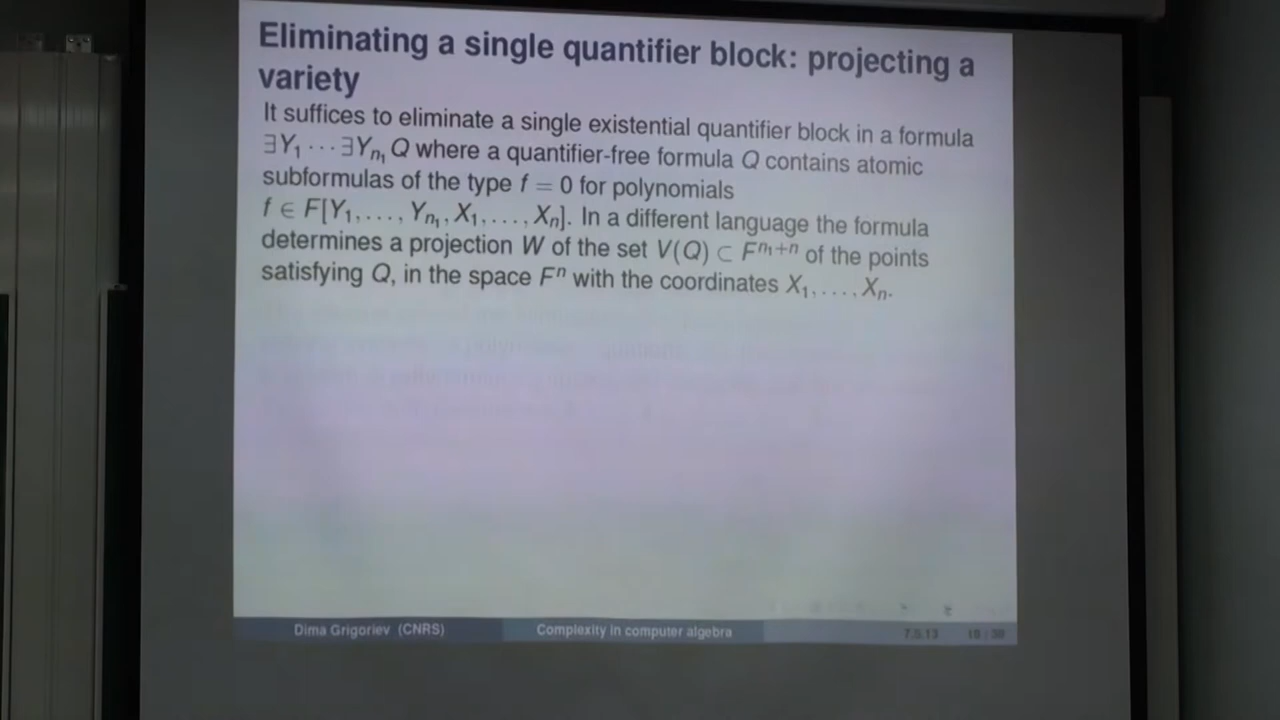 Eliminating a single quantifier block: projecting a
variety
It suffices to eliminate a single existential quantifier block in a formula
∃Y₁ ⋯ ∃Yₙ₁ Q where a quantifier-free formula Q contains atomic
subformulas of the type f = 0 for polynomials
f ∈ F[Y₁, . . . , Yₙ₁, X₁, . . . , Xₙ]. In a different language the formula
determines a projection W of the set V(Q) ⊂ Fⁿ¹⁺ⁿ of the points
satisfying Q, in the space Fⁿ with the coordinates X₁, . . . , Xₙ.
Dima Grigoriev (CNRS) Complexity in computer algebra 7.5.13